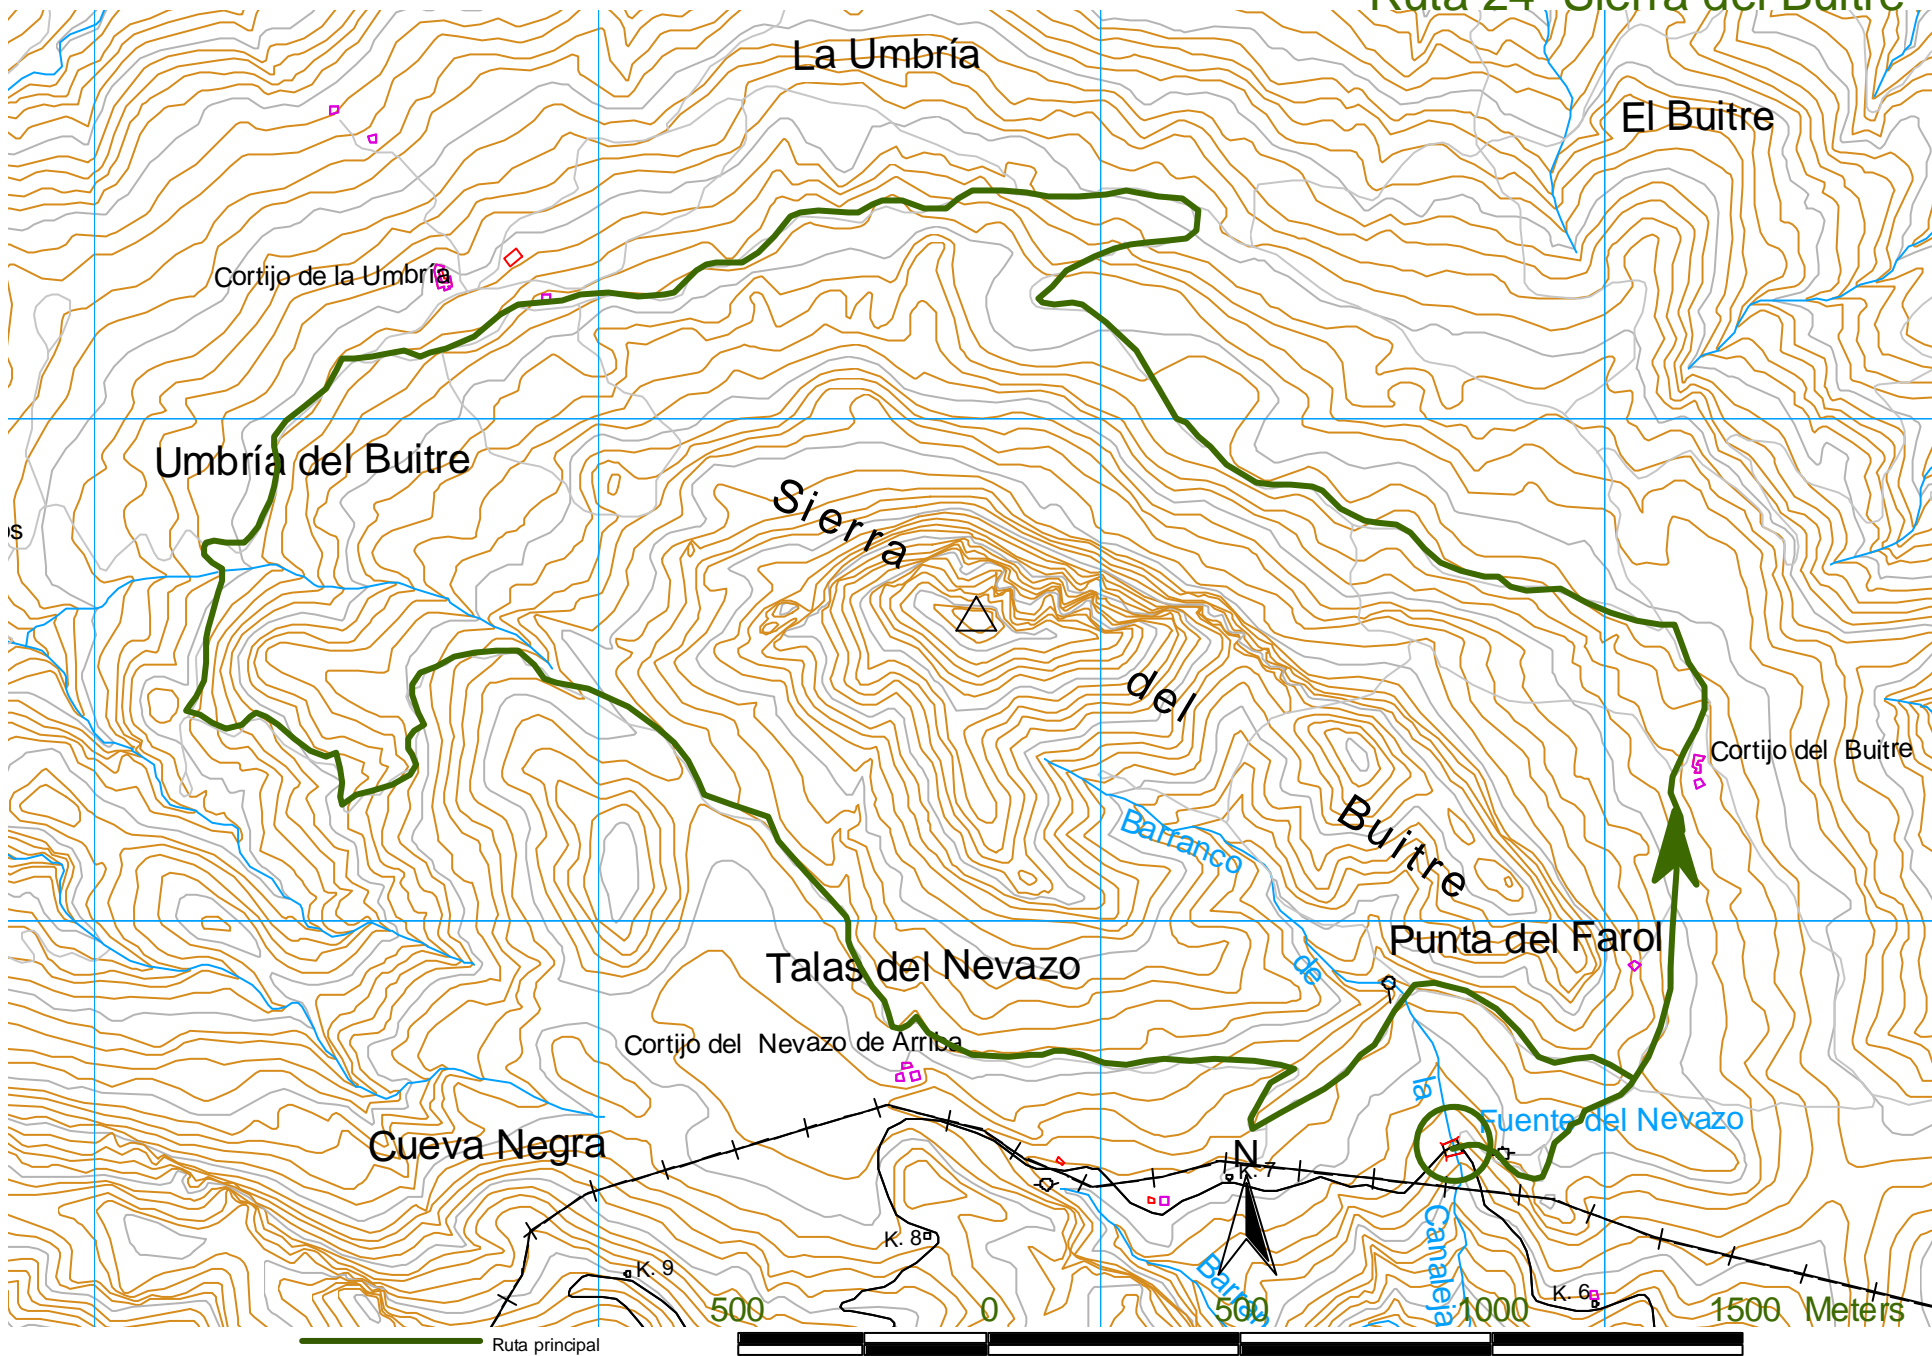 Ruta 24 Sierra del Buitre
La Umbría
El Buitre
Cortijo de la Umbría
Umbría del Buitre
os
Sierra
del
Buitre
Cortijo del Buitre
Barranco
de
la
Canaleja
Punta del Farol
Talas del Nevazo
Cortijo del Nevazo de Arriba
Fuente del Nevazo
Cueva Negra
N
K. 7
K. 8
K. 9
K. 6
Barran
500 0 500 1000 1500 Meters
Ruta principal